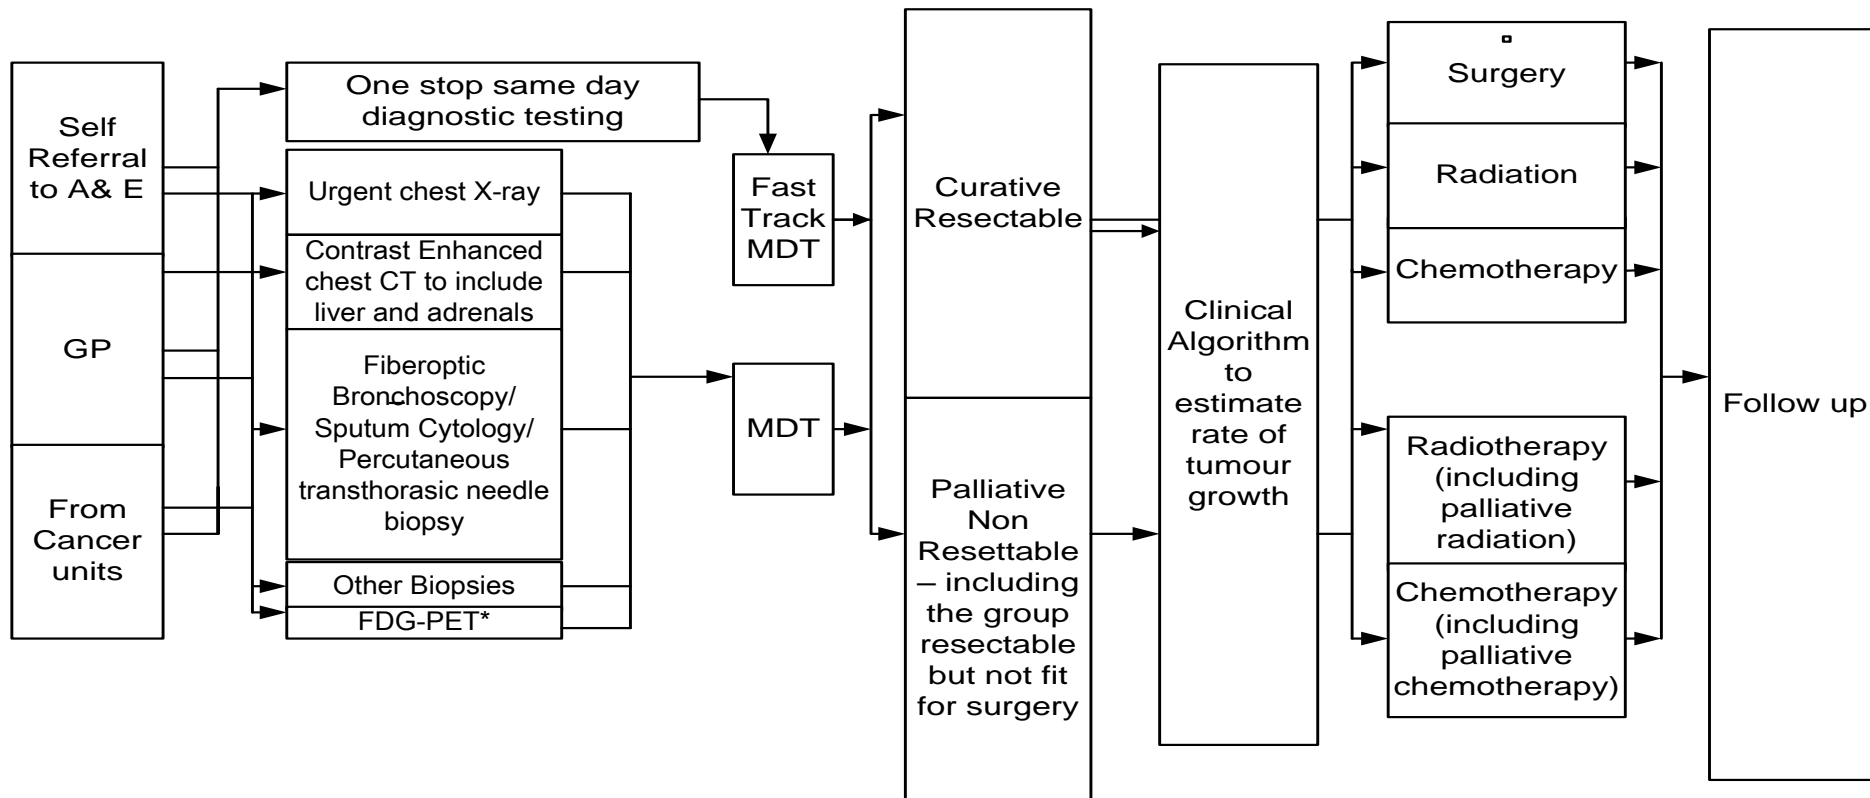 Self
Referral
to A& E
GP
From
Cancer
units
One stop same day
diagnostic testing
Urgent chest X-ray
Contrast Enhanced
chest CT to include
liver and adrenals
Fiberoptic
Bronchoscopy/
Sputum Cytology/
Percutaneous
transthorasic needle
biopsy
Other Biopsies
FDG-PET*
Fast
Track
MDT
MDT
Curative
Resectable
Palliative
Non
Resettable
– including
the group
resectable
but not fit
for surgery
Clinical
Algorithm
to
estimate
rate of
tumour
growth
Surgery
Radiation
Chemotherapy
Radiotherapy
(including
palliative
radiation)
Chemotherapy
(including
palliative
chemotherapy)
Follow up